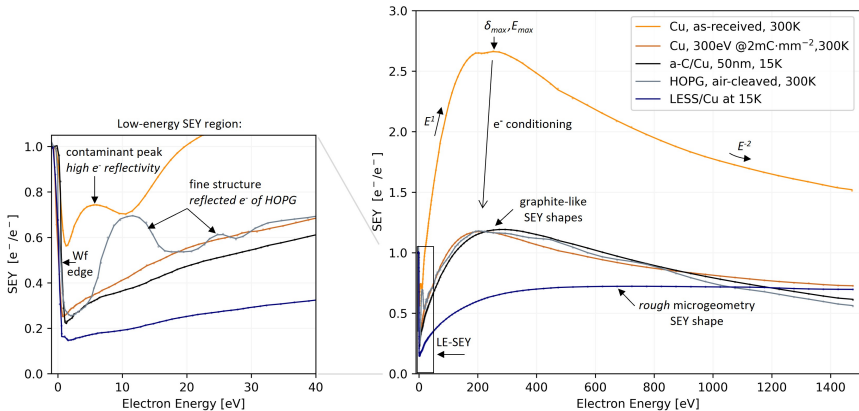 Low-energy SEY region:
SEY [e⁻/e⁻]
1.0
0.8
0.6
0.4
0.2
0.0
contaminant peak
high e⁻ reflectivity
fine structure
reflected e⁻ of HOPG
Wf
edge
0
10
20
30
40
Electron Energy [eV]
SEY [e⁻/e⁻]
3.0
2.5
2.0
1.5
1.0
0.5
0.0
δmax,Emax
Cu, as-received, 300K
Cu, 300eV @2mC·mm⁻²,300K
a-C/Cu, 50nm, 15K
HOPG, air-cleaved, 300K
LESS/Cu at 15K
E¹
e⁻ conditioning
E⁻²
graphite-like
SEY shapes
rough microgeometry
SEY shape
LE-SEY
0
200
400
600
800
1000
1200
1400
Electron Energy [eV]